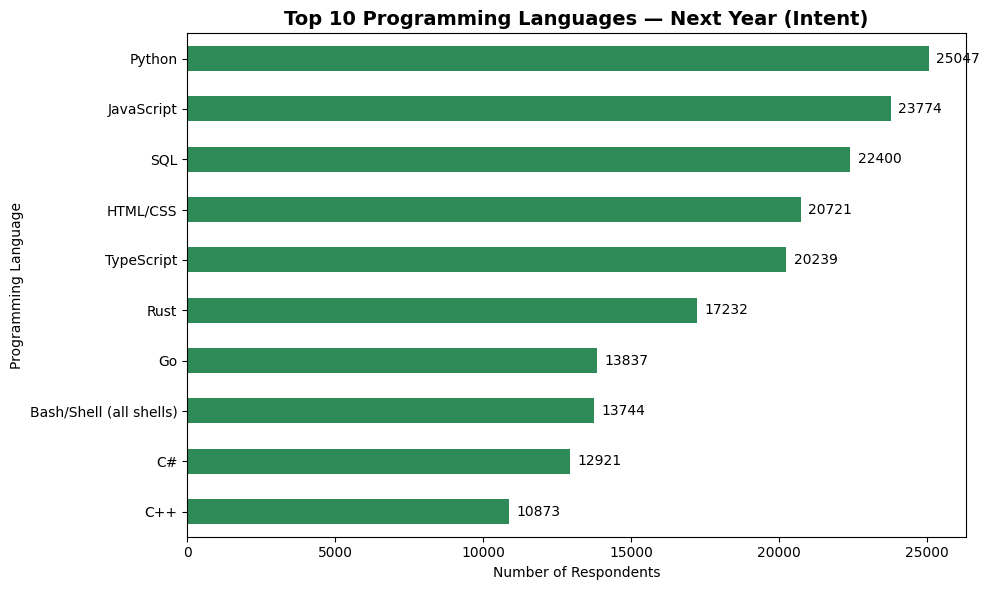 Top 10 Programming Languages — Next Year (Intent)
Programming Language
Python 25047
JavaScript 23774
SQL 22400
HTML/CSS 20721
TypeScript 20239
Rust 17232
Go 13837
Bash/Shell (all shells) 13744
C# 12921
C++ 10873
0 5000 10000 15000 20000 25000
Number of Respondents